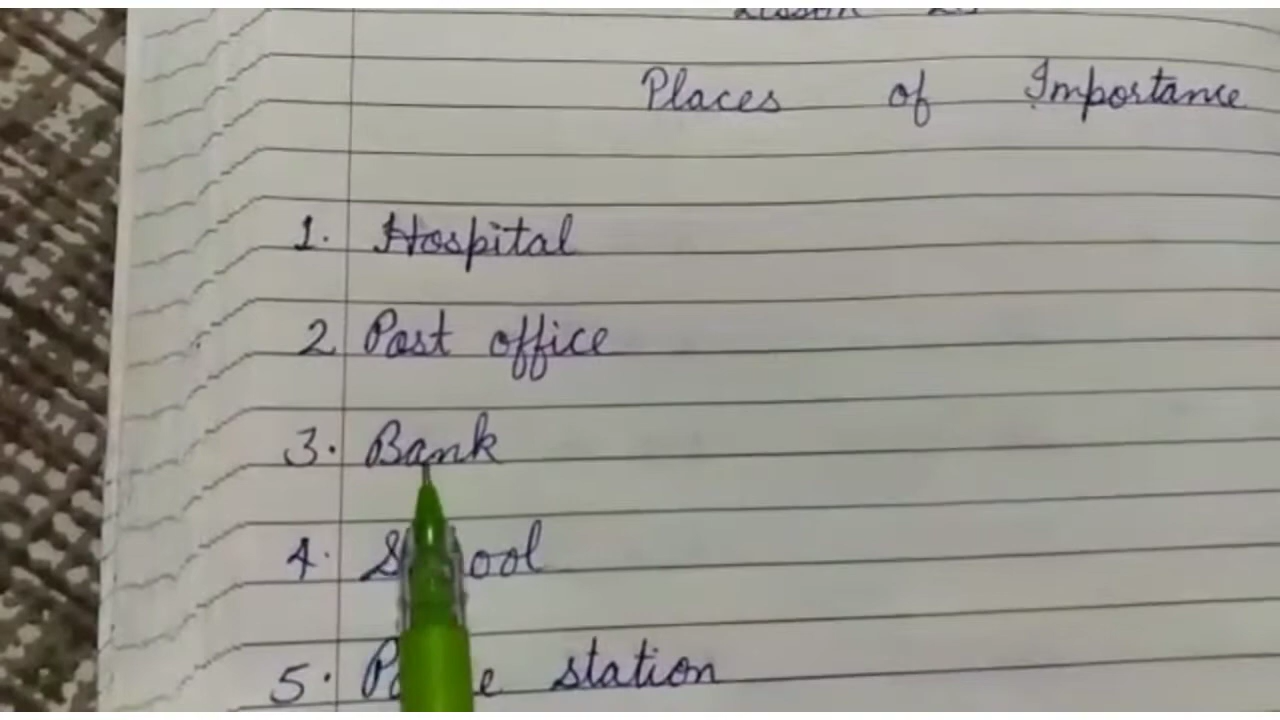 Places of Importance
1. Hospital
2 Post office
3. Bank
4.
5. station